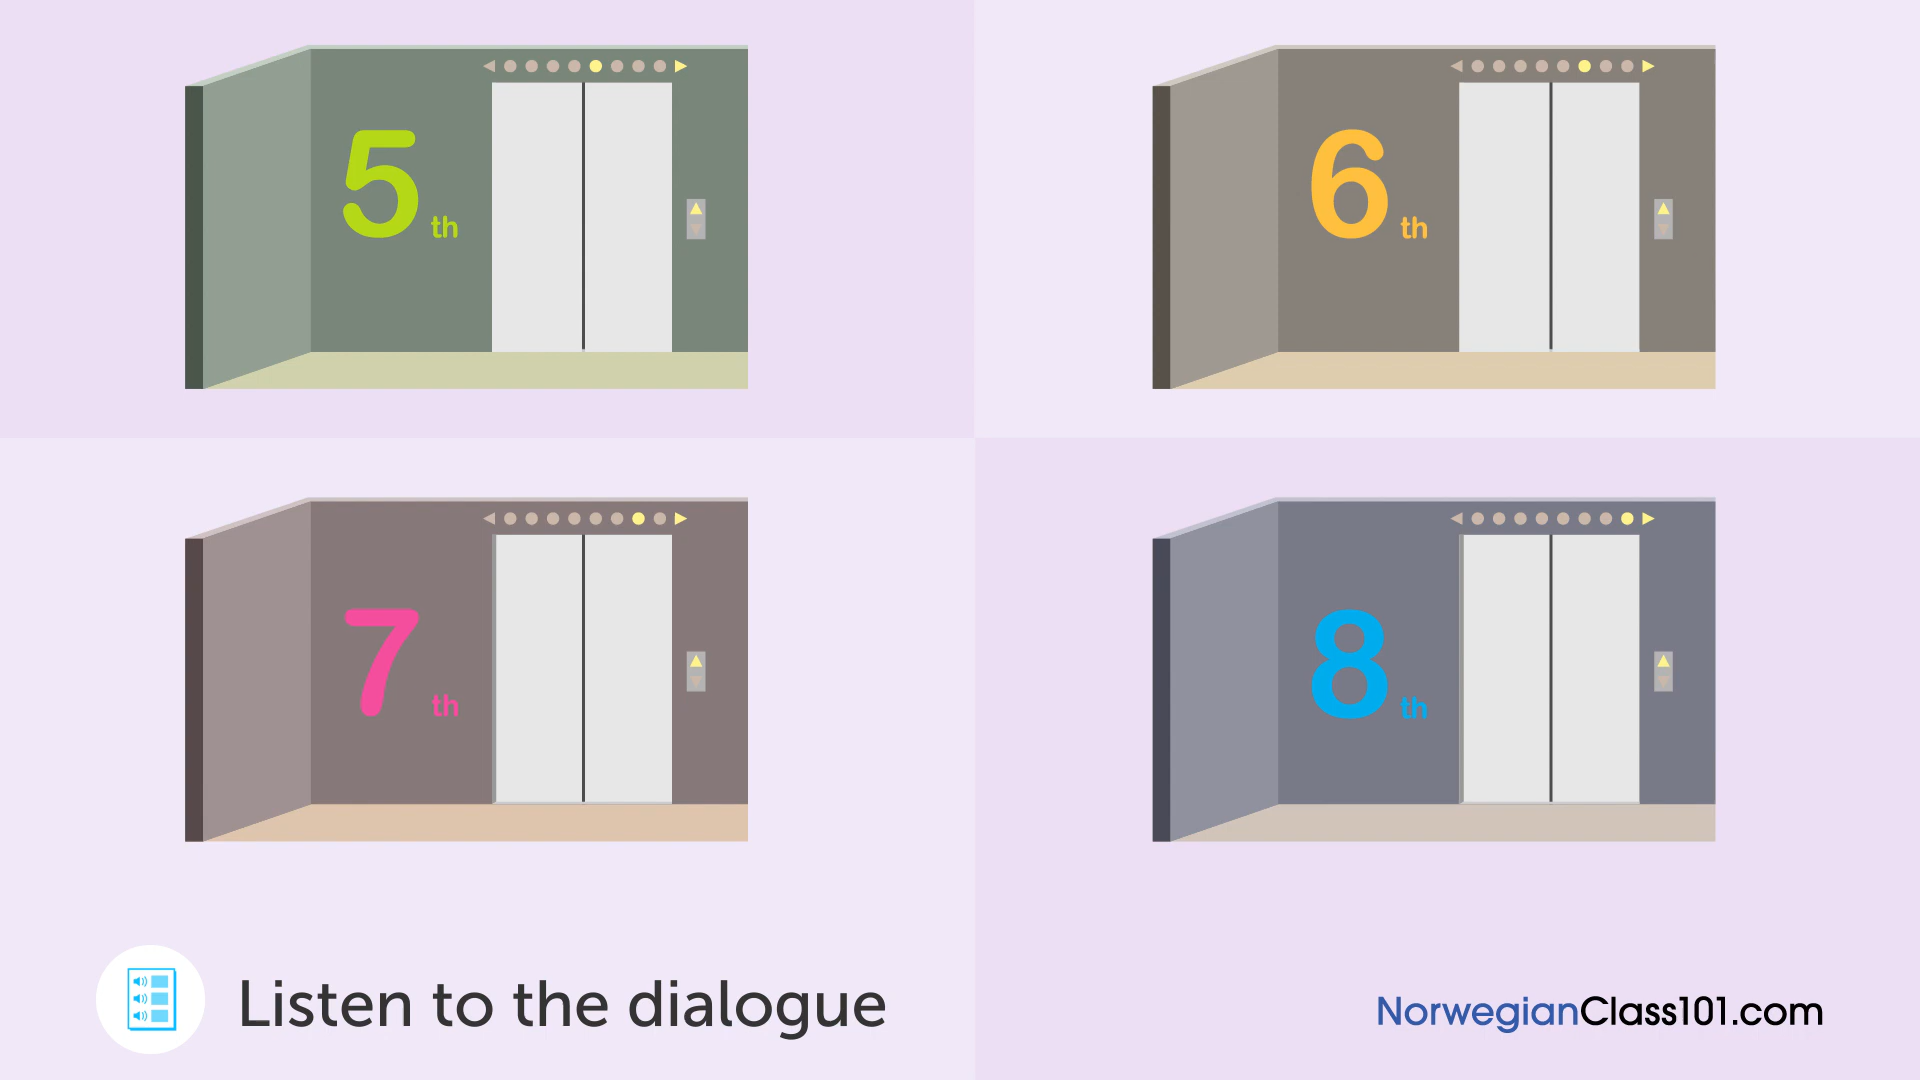 5th
6th
7th
8th
Listen to the dialogue
NorwegianClass101.com